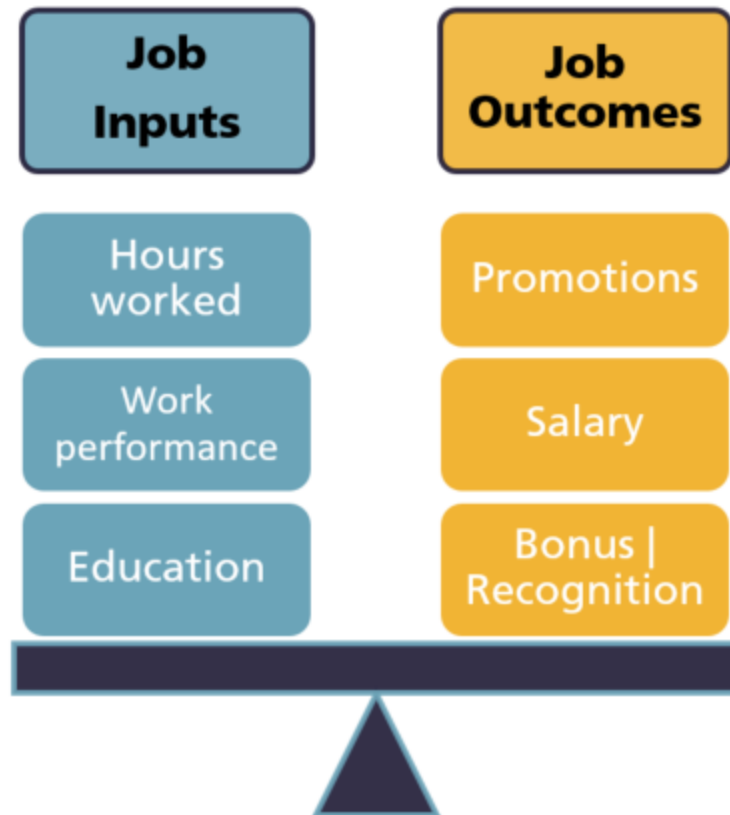 Job
Inputs
Hours
worked
Work
performance
Education
Job
Outcomes
Promotions
Salary
Bonus |
Recognition